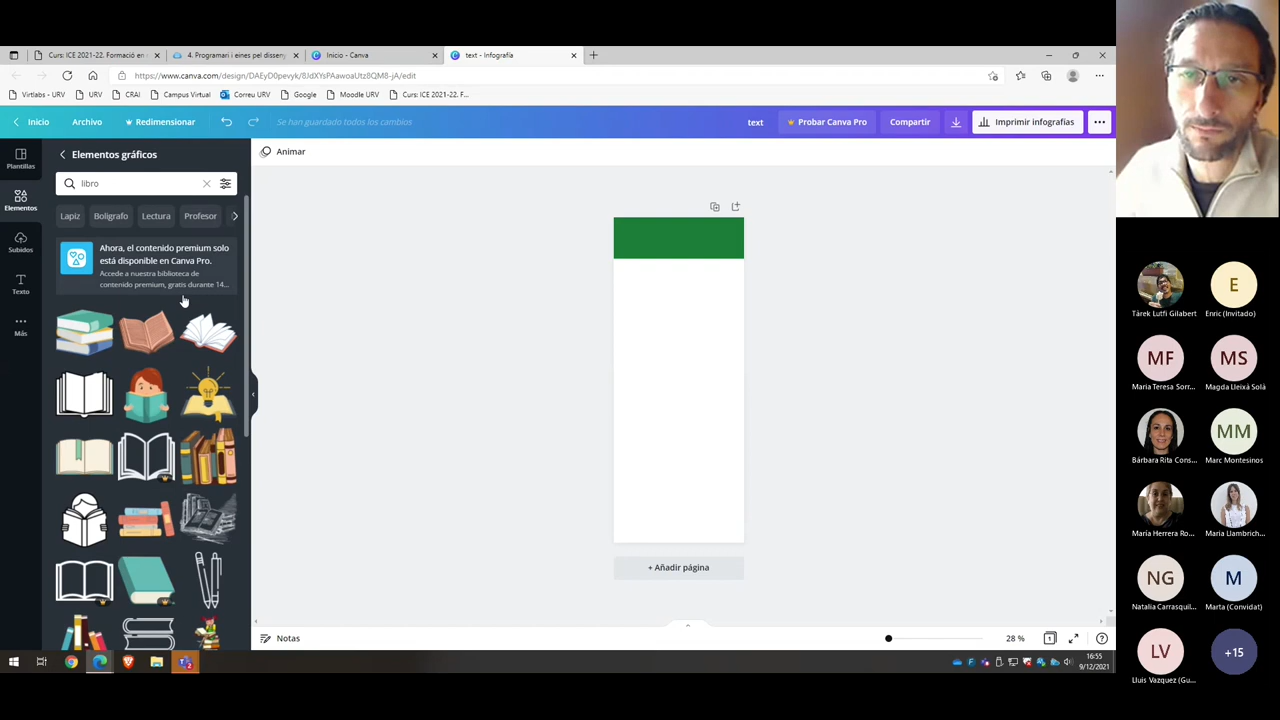 Curs: ICE 2021-22. Formació en
4. Programari i eines pel disseny
Inicio - Canva
text - Infografía
https://www.canva.com/design/DAEyD0pevyk/8JdXYsPAawoaUtz8QM8-jA/edit
Virtlabs - URV
URV
CRAI
Campus Virtual
Correu URV
Google
Moodle URV
Curs: ICE 2021-22. F...
Inicio
Archivo
Redimensionar
Se han guardado todos los cambios
text
Probar Canva Pro
Compartir
Imprimir infografías
Plantillas
Elementos
Subidos
Texto
Más
Elementos gráficos
libro
Lapiz
Boligrafo
Lectura
Profesor
Ahora, el contenido premium solo
está disponible en Canva Pro.
Accede a nuestra biblioteca de
contenido premium, gratis durante 14...
Animar
+ Añadir página
Notas
28 %
1
16:55
9/12/2021
Tárek Lutfi Gilabert
E
Enric (Invitado)
MF
Maria Teresa Sorr...
MS
Magda Lleixà Solà
Bárbara Rita Cons...
MM
Marc Montesinos
María Herrera Ro...
Maria Llambrich...
NG
Natalia Carrasquil...
M
Marta (Convidat)
LV
Lluis Vazquez (Gu...
+15